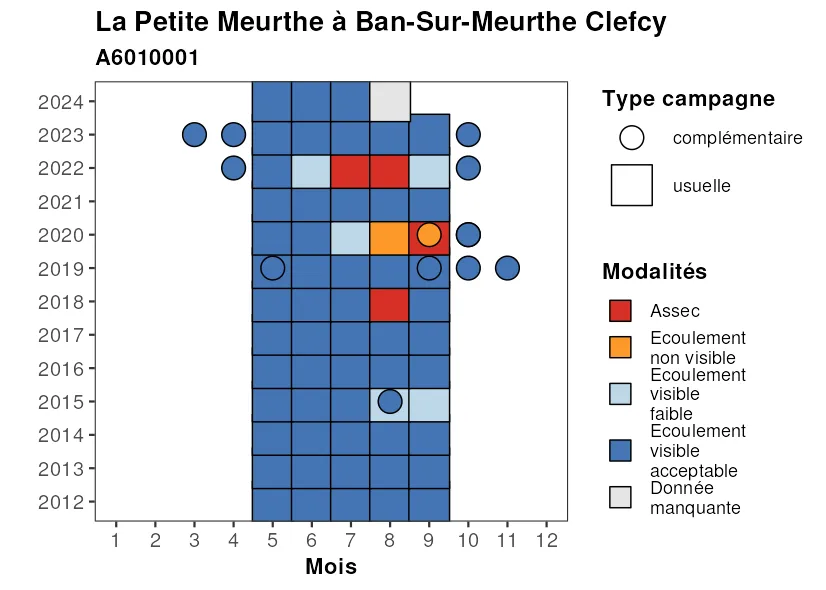 La Petite Meurthe à Ban-Sur-Meurthe Clefcy
A6010001
2024
2023
2022
2021
2020
2019
2018
2017
2016
2015
2014
2013
2012
1 2 3 4 5 6 7 8 9 10 11 12
Mois
Type campagne
complémentaire
usuelle
Modalités
Assec
Ecoulement
non visible
Ecoulement
visible
faible
Ecoulement
visible
acceptable
Donnée
manquante